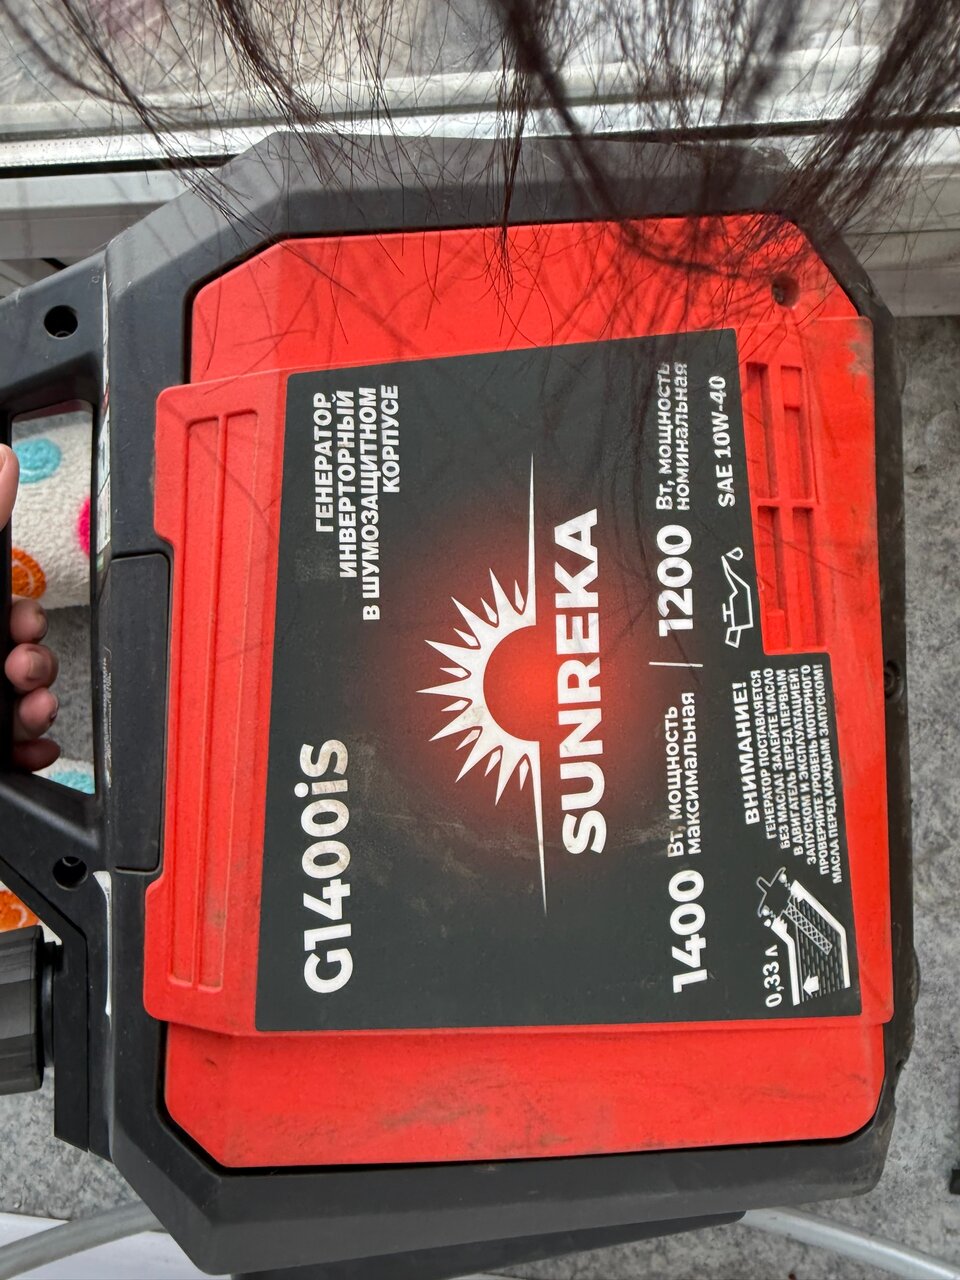 G1400iS
ГЕНЕРАТОР
ИНВЕРТОРНЫЙ
В ШУМОЗАЩИТНОМ
КОРПУСЕ
SUNREKA
1400 Вт, мощность
максимальная
1200 Вт, мощность
номинальная
SAE 10W-40
0,33 л
ВНИМАНИЕ!
ГЕНЕРАТОР ПОСТАВЛЯЕТСЯ
БЕЗ МАСЛА! ЗАЛЕЙТЕ МАСЛО
В ДВИГАТЕЛЬ ПЕРЕД ПЕРВЫМ
ЗАПУСКОМ И ЭКСПЛУАТАЦИЕЙ!
ПРОВЕРЯЙТЕ УРОВЕНЬ МОТОРНОГО
МАСЛА ПЕРЕД КАЖДЫМ ЗАПУСКОМ!